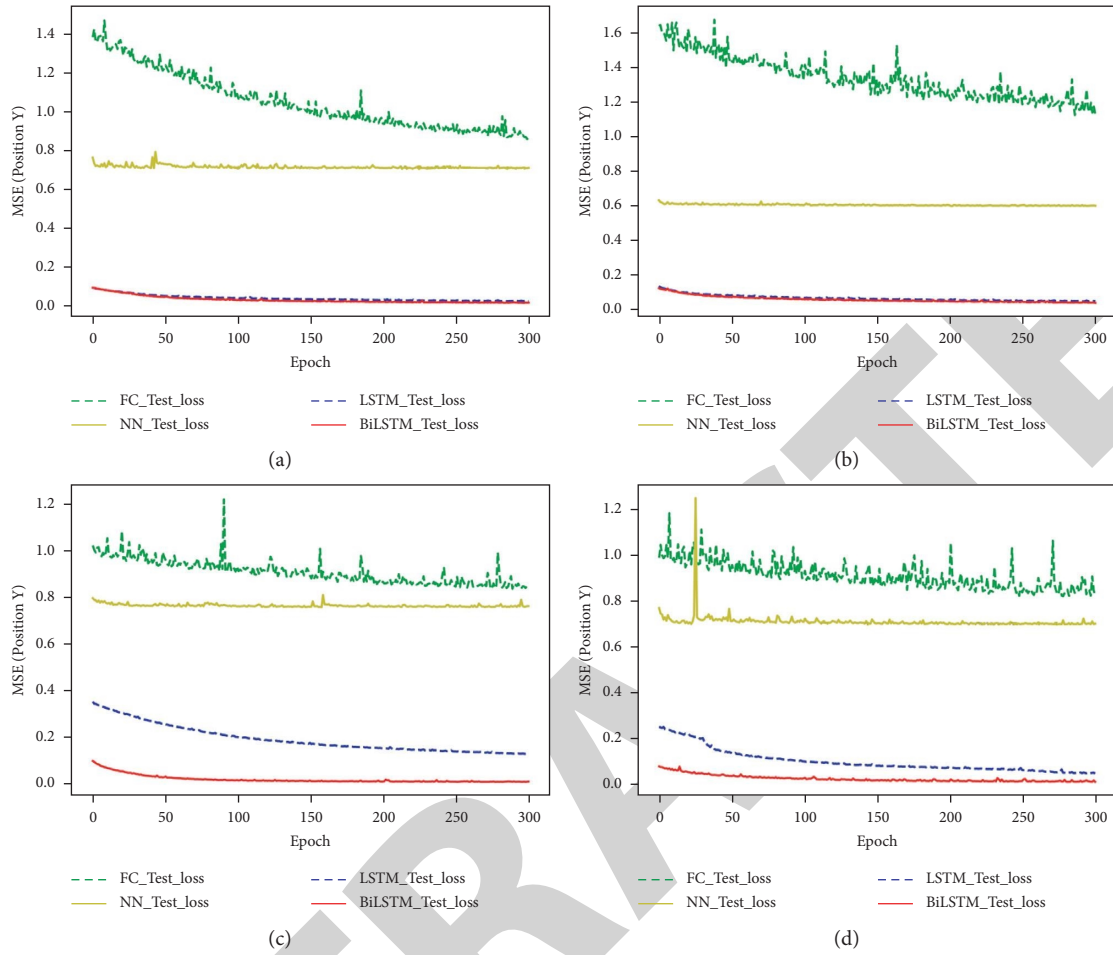 1.4
1.2
1.0
0.8
0.6
0.4
0.2
0.0
MSE (Position Y)
0 50 100 150 200 250 300
Epoch
FC_Test_loss LSTM_Test_loss
NN_Test_loss BiLSTM_Test_loss
(a)
1.6
1.4
1.2
1.0
0.8
0.6
0.4
0.2
0.0
MSE (Position Y)
0 50 100 150 200 250 300
Epoch
FC_Test_loss LSTM_Test_loss
NN_Test_loss BiLSTM_Test_loss
(b)
1.2
1.0
0.8
0.6
0.4
0.2
0.0
MSE (Position Y)
0 50 100 150 200 250 300
Epoch
FC_Test_loss LSTM_Test_loss
NN_Test_loss BiLSTM_Test_loss
(c)
1.2
1.0
0.8
0.6
0.4
0.2
0.0
MSE (Position Y)
0 50 100 150 200 250 300
Epoch
FC_Test_loss LSTM_Test_loss
NN_Test_loss BiLSTM_Test_loss
(d)